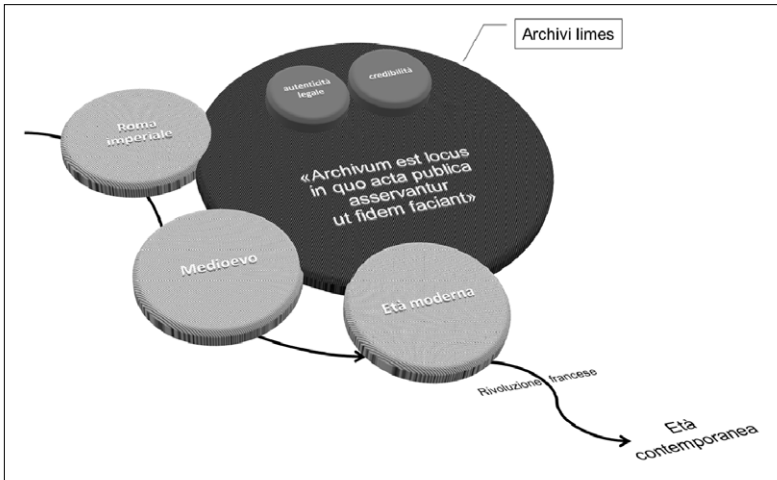 Archivi limes
autenticità
legale
credibilità
Roma
imperiale
«Archivum est locus
in quo acta publica
asservantur
ut fidem faciant»
Medioevo
Età moderna
Rivoluzione francese
Età
contemporanea